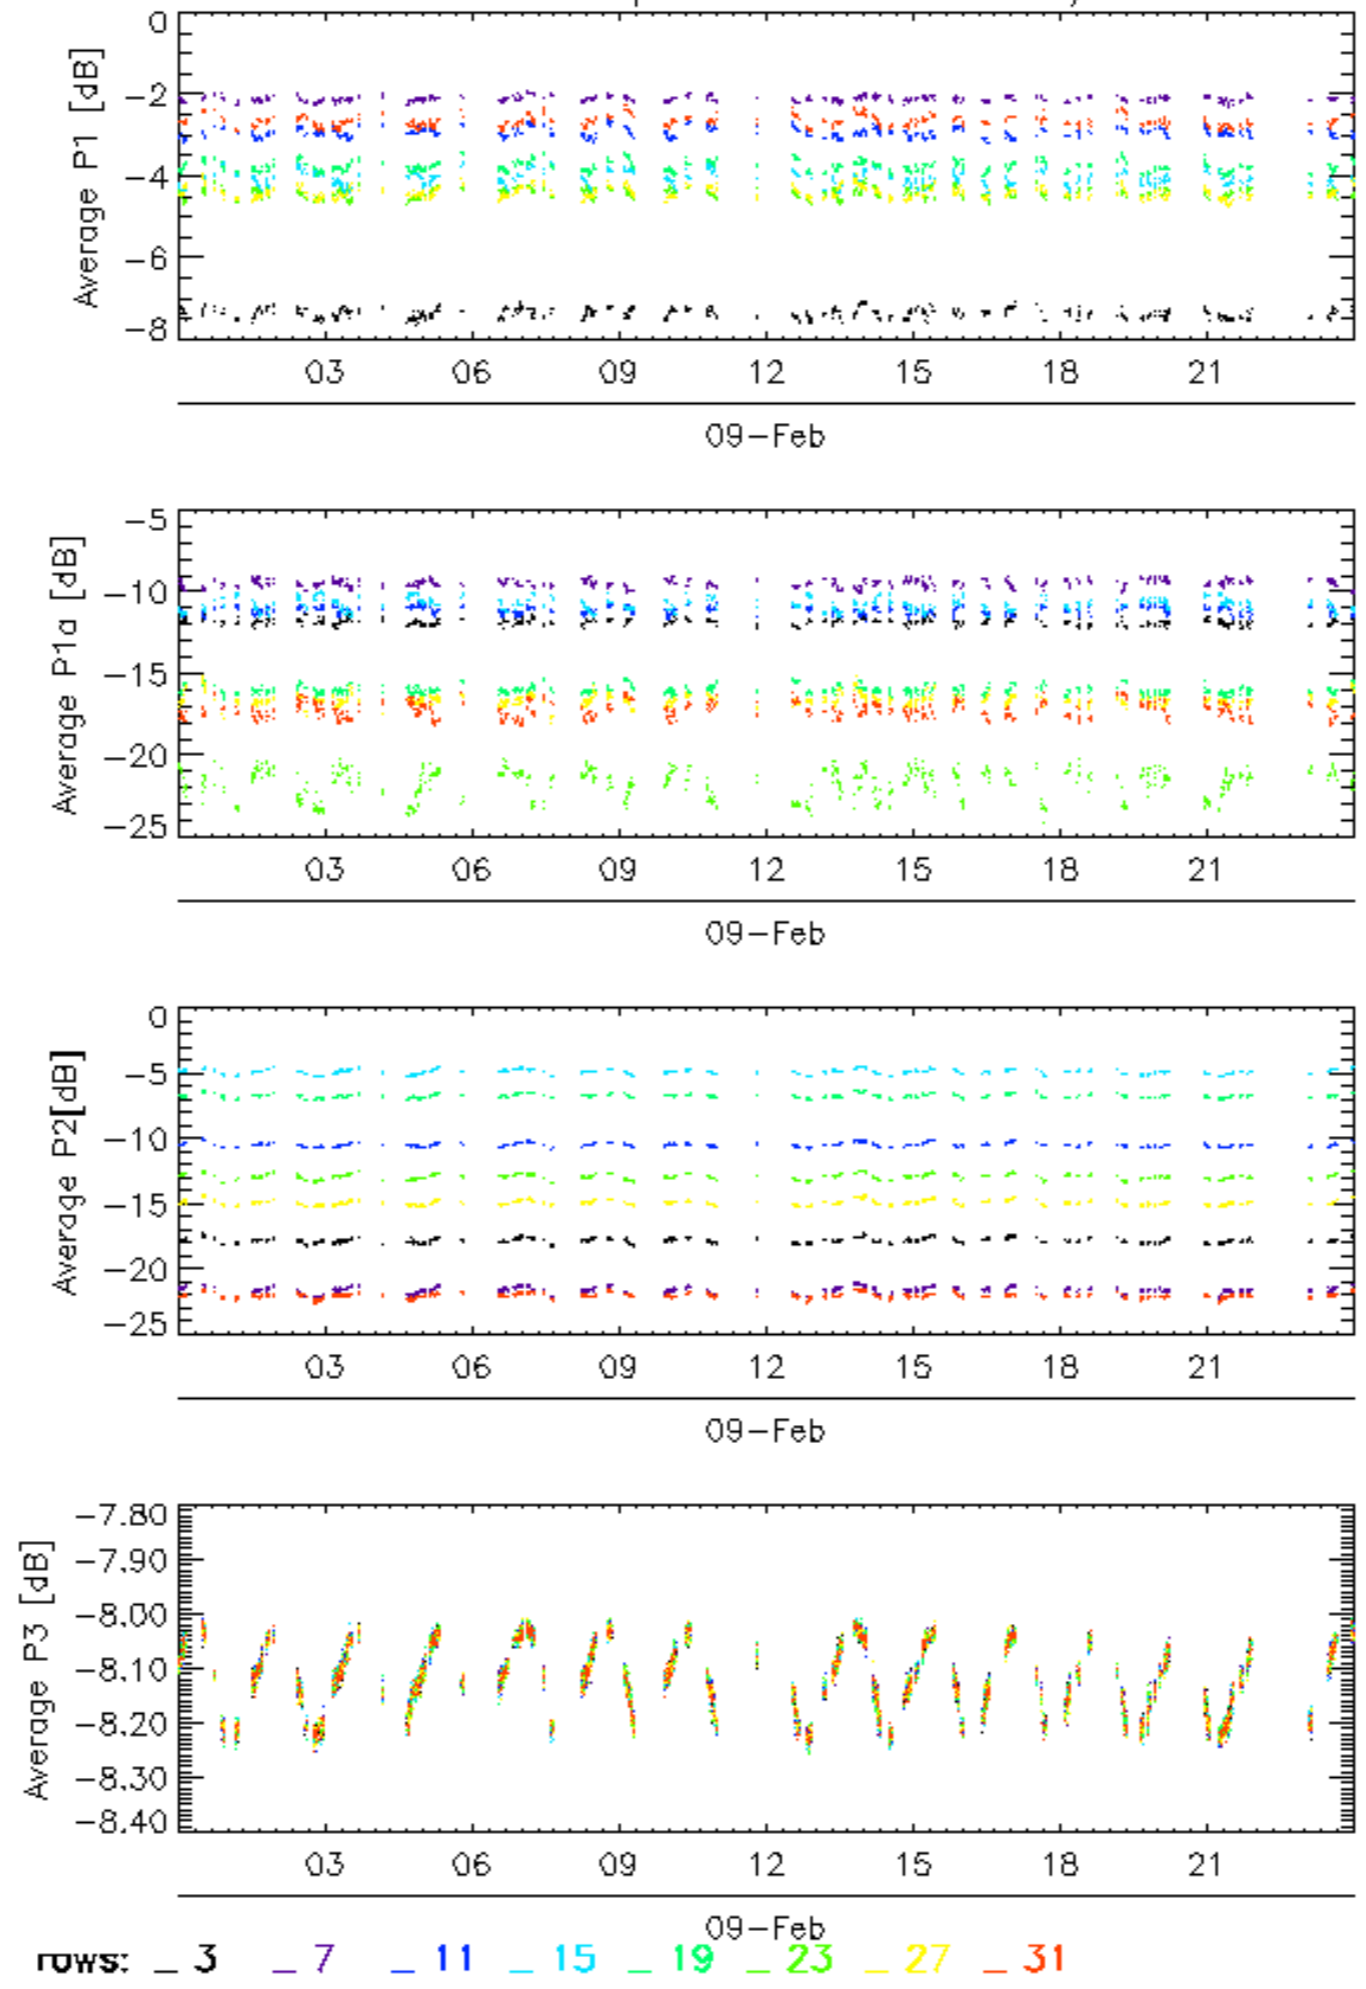 Average P1 [dB]
0
−2
−4
−6
−8
03 06 09 12 15 18 21
09−Feb
Average P1a [dB]
−5
−10
−15
−20
−25
03 06 09 12 15 18 21
09−Feb
Average P2[dB]
0
−5
−10
−15
−20
−25
03 06 09 12 15 18 21
09−Feb
Average P3 [dB]
−7.80
−7.90
−8.00
−8.10
−8.20
−8.30
−8.40
03 06 09 12 15 18 21
09−Feb
rows: _ 3 _ 7 _ 11 _ 15 _ 19 _ 23 _ 27 _ 31